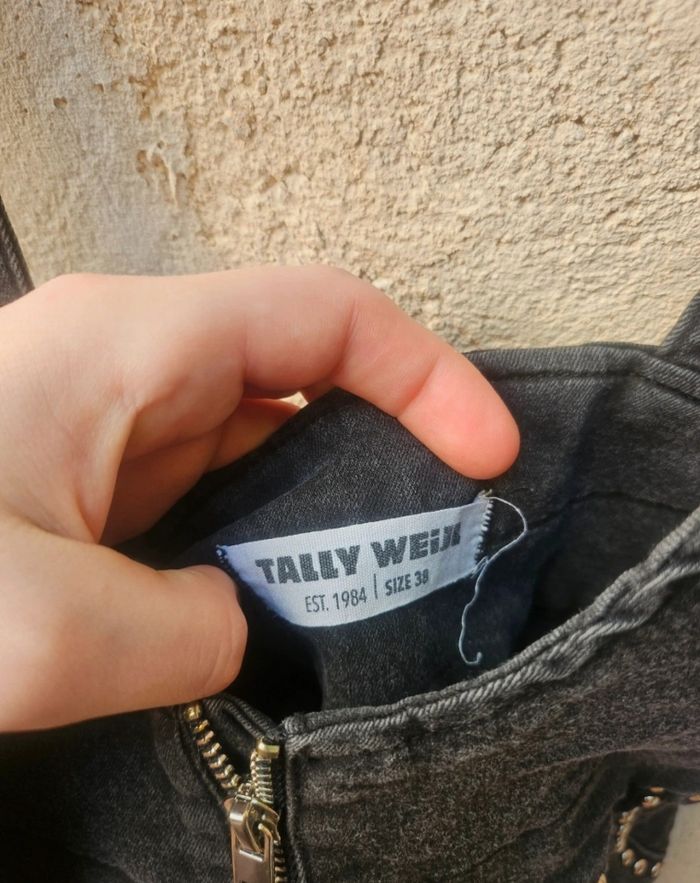 TALLY WEiJL
EST. 1984 | SIZE 38